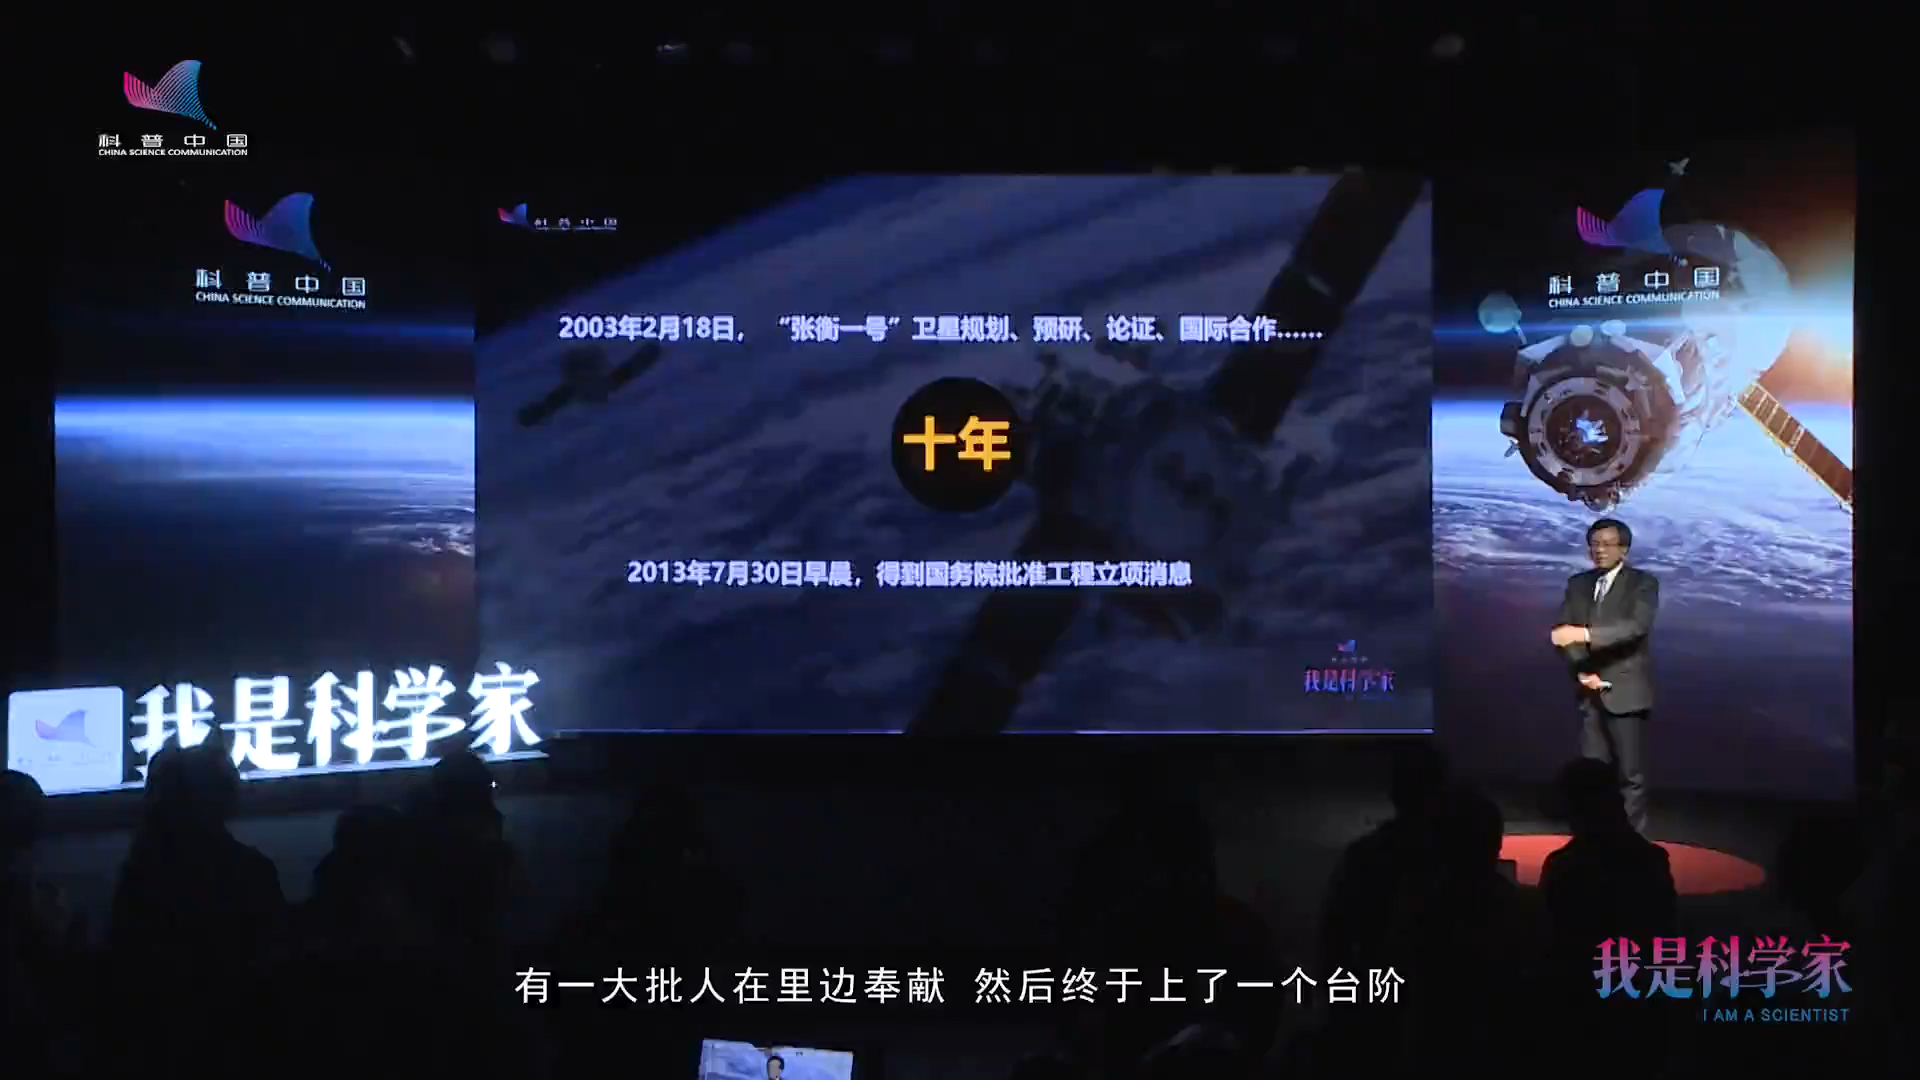 科普中国
CHINA SCIENCE COMMUNICATION
科普中国
CHINA SCIENCE COMMUNICATION
科普中国
科普中国
CHINA SCIENCE COMMUNICATION
2003年2月18日，“张衡一号”卫星规划、预研、论证、国际合作……
十年
2013年7月30日早晨，得到国务院批准工程立项消息
我是科学家
我是科学家
有一大批人在里边奉献 然后终于上了一个台阶
我是科学家
I AM A SCIENTIST